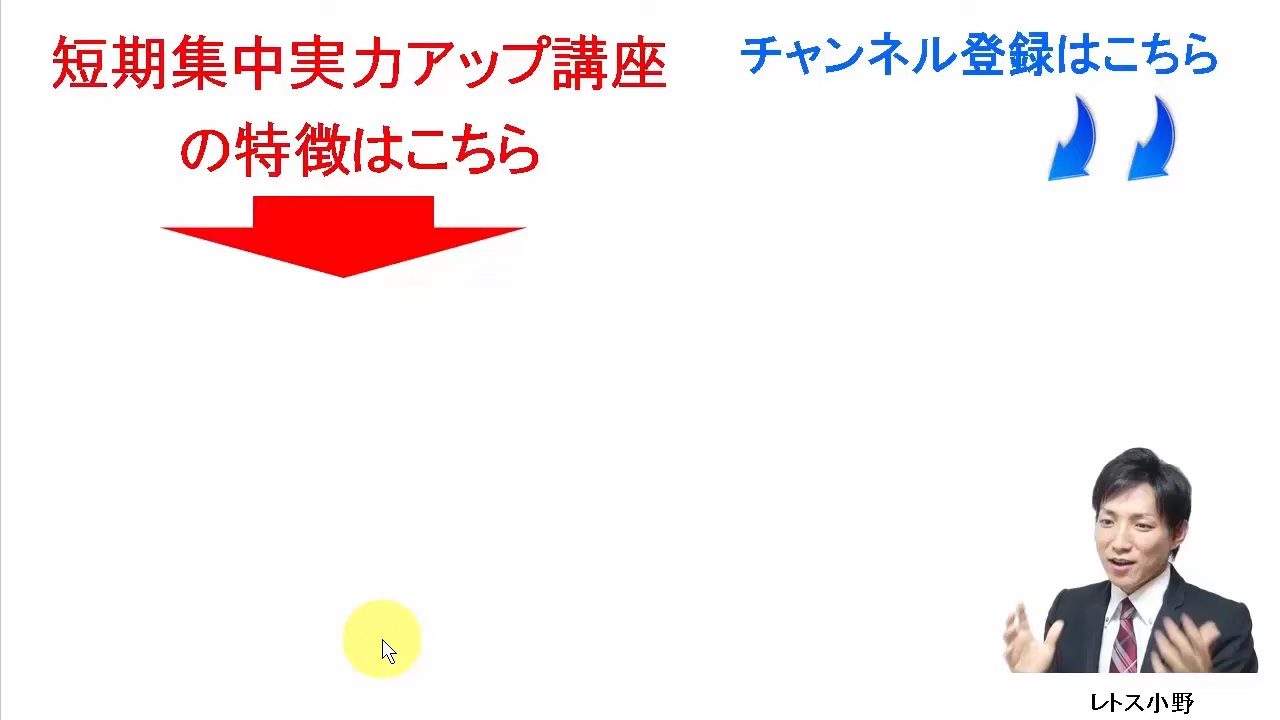 短期集中実力アップ講座
の特徴はこちら
チャンネル登録はこちら
レトス小野